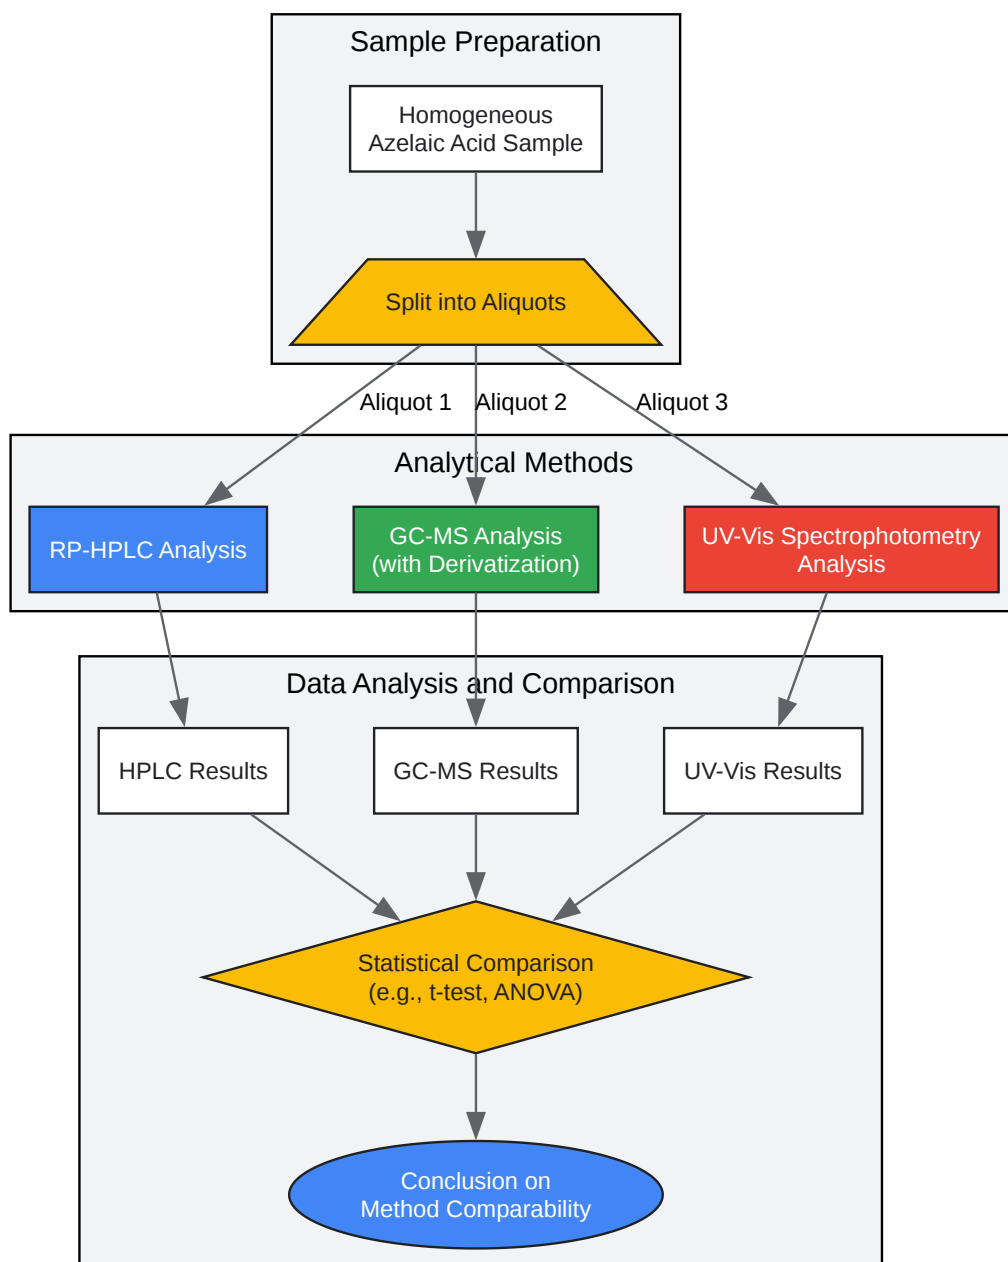 Sample Preparation
Homogeneous
Azelaic Acid Sample
Split into Aliquots
Aliquot 1
Aliquot 2
Aliquot 3
Analytical Methods
RP-HPLC Analysis
GC-MS Analysis
(with Derivatization)
UV-Vis Spectrophotometry
Analysis
Data Analysis and Comparison
HPLC Results
GC-MS Results
UV-Vis Results
Statistical Comparison
(e.g., t-test, ANOVA)
Conclusion on
Method Comparability